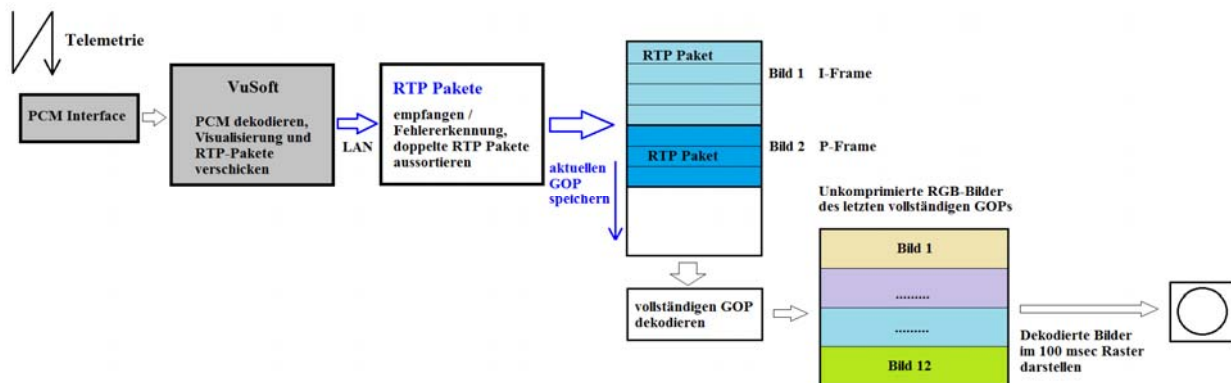 Telemetrie
PCM Interface
VuSoft
PCM dekodieren,
Visualisierung und
RTP-Pakete
verschicken
LAN
RTP Pakete
empfangen /
Fehlererkennung,
doppelte RTP Pakete
aussortieren
aktuellen
GOP
speichern
RTP Paket
Bild 1 I-Frame
RTP Paket
Bild 2 P-Frame
vollständigen GOP
dekodieren
Unkomprimierte RGB-Bilder
des letzten vollständigen GOPs
Bild 1
.........
.........
Bild 12
Dekodierte Bilder
im 100 msec Raster
darstellen